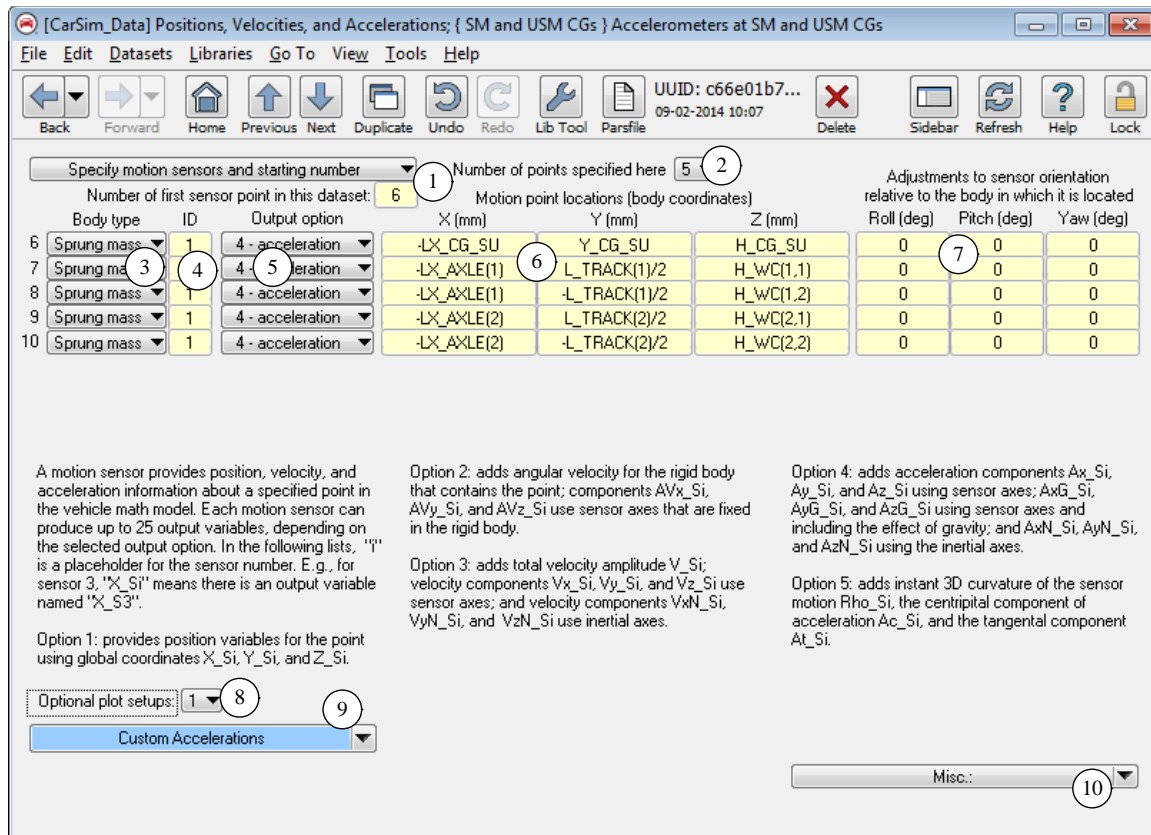 [CarSim_Data] Positions, Velocities, and Accelerations; { SM and USM CGs } Accelerometers at SM and USM CGs
File Edit Datasets Libraries Go To View Tools Help
UUID: c66e01b7...
09-02-2014 10:07
Back Forward Home Previous Next Duplicate Undo Redo Lib Tool Parsfile Delete Sidebar Refresh Help Lock
Specify motion sensors and starting number 1 Number of points specified here 5 2
Adjustments to sensor orientation
relative to the body in which it is located
Number of first sensor point in this dataset: 6 Motion point locations (body coordinates)
Body type ID Output option X (mm) Y (mm) Z (mm) Roll (deg) Pitch (deg) Yaw (deg)
6 Sprung mass 1 4 - acceleration -LX_CG_SU Y_CG_SU H_CG_SU 0 0 0
3 4 5 6 7
7 Sprung mass 1 4 - acceleration -LX_AXLE(1) L_TRACK(1)/2 H_WC(1,1) 0 0 0
8 Sprung mass 1 4 - acceleration -LX_AXLE(1) -L_TRACK(1)/2 H_WC(1,2) 0 0 0
9 Sprung mass 1 4 - acceleration -LX_AXLE(2) L_TRACK(2)/2 H_WC(2,1) 0 0 0
10 Sprung mass 1 4 - acceleration -LX_AXLE(2) -L_TRACK(2)/2 H_WC(2,2) 0 0 0
A motion sensor provides position, velocity, and
acceleration information about a specified point in
the vehicle math model. Each motion sensor can
produce up to 25 output variables, depending on
the selected output option. In the following lists, "i"
is a placeholder for the sensor number. E.g., for
sensor 3, "X_Si" means there is an output variable
named "X_S3".
Option 1: provides position variables for the point
using global coordinates X_Si, Y_Si, and Z_Si.
Option 2: adds angular velocity for the rigid body
that contains the point; components AVx_Si,
AVy_Si, and AVz_Si use sensor axes that are fixed
in the rigid body.
Option 3: adds total velocity amplitude V_Si;
velocity components Vx_Si, Vy_Si, and Vz_Si use
sensor axes; and velocity components VxN_Si,
VyN_Si, and VzN_Si use inertial axes.
Option 4: adds acceleration components Ax_Si,
Ay_Si, and Az_Si using sensor axes; AxG_Si,
AyG_Si, and AzG_Si using sensor axes and
including the effect of gravity; and AxN_Si, AyN_Si,
and AzN_Si using the inertial axes.
Option 5: adds instant 3D curvature of the sensor
motion Rho_Si, the centripital component of
acceleration Ac_Si, and the tangental component
At_Si.
Optional plot setups: 1 8
9
Custom Accelerations
Misc.: 10